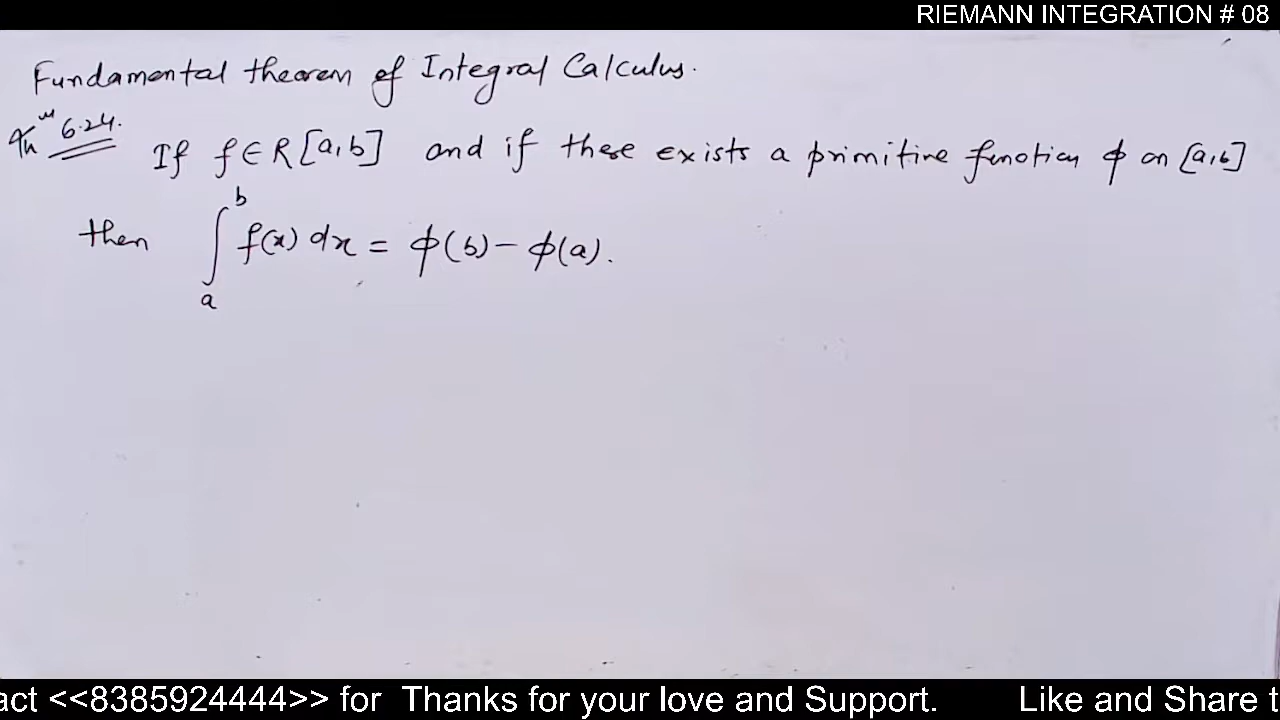 RIEMANN INTEGRATION # 08
Fundamental theorem of Integral Calculus.
Th^m 6.24.
If f∈R[a,b] and if there exists a primitive function ϕ on [a,b]
then ∫_a^b f(x) dx = ϕ(b) − ϕ(a).
act <<8385924444>> for Thanks for your love and Support. Like and Share t